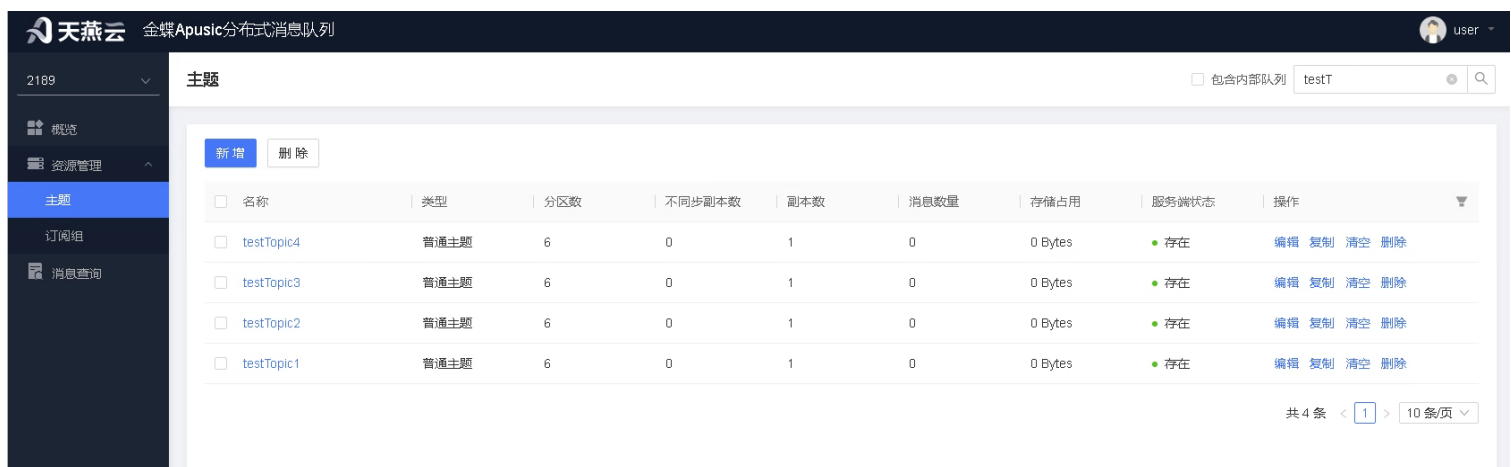 天燕云 金蝶Apusic分布式消息队列 user
2189
主题 包含内部队列 testT
概览
新增 删除
资源管理
名称 类型 分区数 不同步副本数 副本数 消息数量 存储占用 服务端状态 操作
主题
testTopic4 普通主题 6 0 1 0 0 Bytes 存在 编辑 复制 清空 删除
订阅组
消息查询
testTopic3 普通主题 6 0 1 0 0 Bytes 存在 编辑 复制 清空 删除
testTopic2 普通主题 6 0 1 0 0 Bytes 存在 编辑 复制 清空 删除
testTopic1 普通主题 6 0 1 0 0 Bytes 存在 编辑 复制 清空 删除
共4条 < 1 > 10条/页